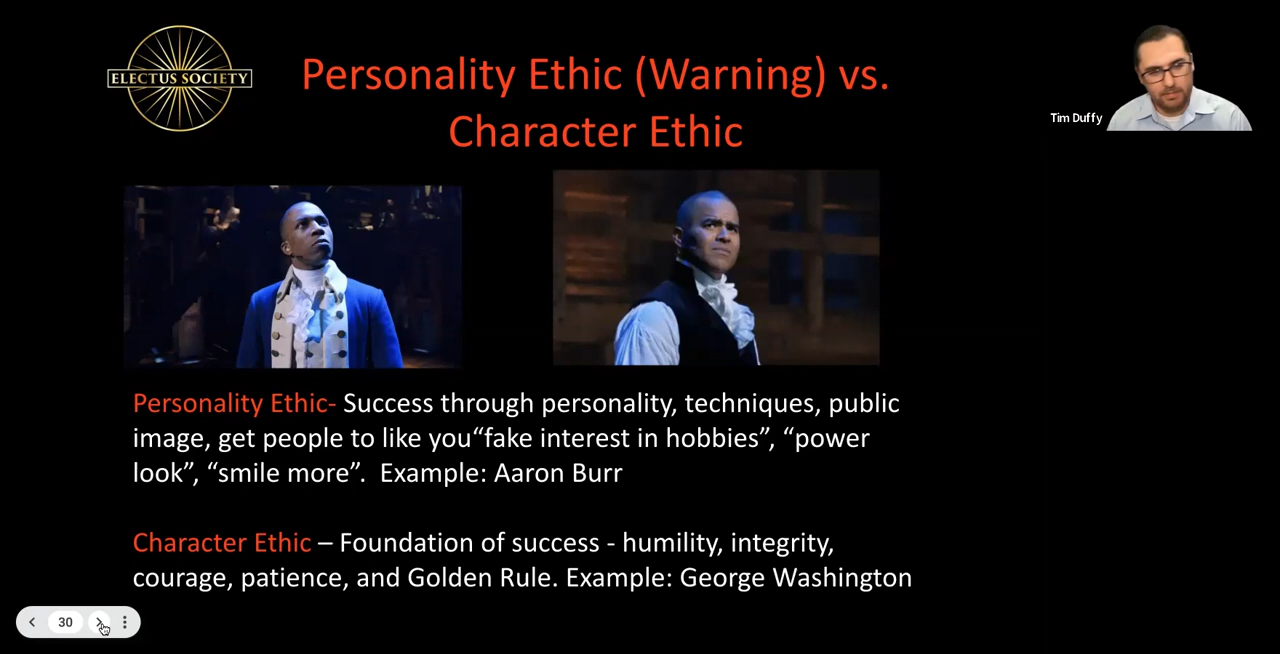 ELECTUS SOCIETY
Personality Ethic (Warning) vs.
Character Ethic
Tim Duffy
Personality Ethic- Success through personality, techniques, public
image, get people to like you“fake interest in hobbies”, “power
look”, “smile more”.  Example: Aaron Burr
Character Ethic – Foundation of success - humility, integrity,
courage, patience, and Golden Rule. Example: George Washington
30